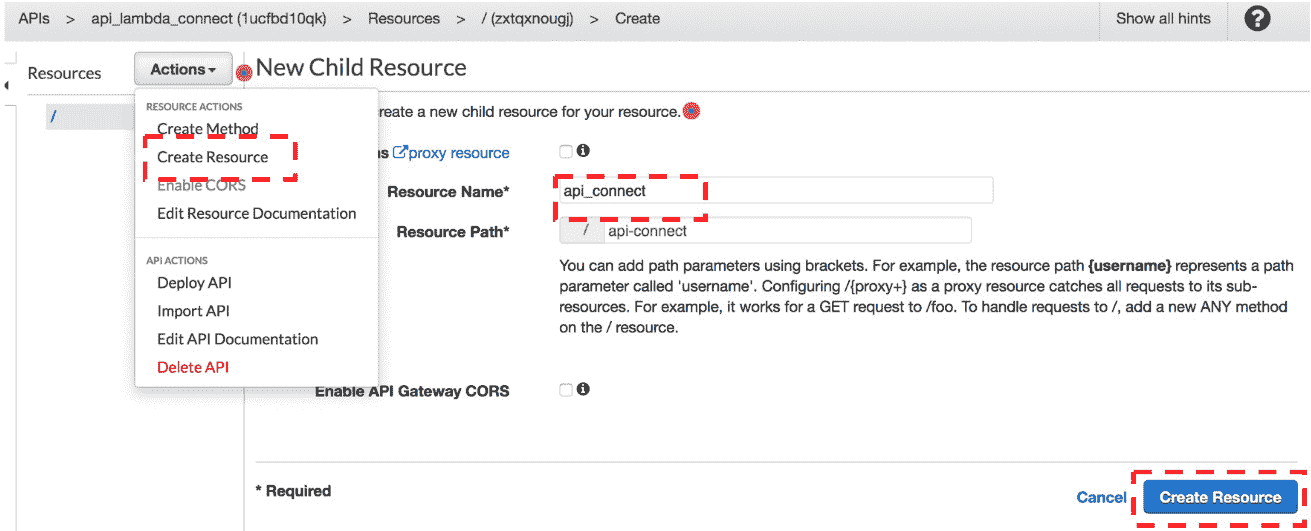 APIs > api_lambda_connect (1ucfbd10qk) > Resources > / (zxtqxnougj) > Create Show all hints ?
Resources Actions New Child Resource
/
RESOURCE ACTIONS
Create Method
Create Resource
Enable CORS
Edit Resource Documentation
API ACTIONS
Deploy API
Import API
Edit API Documentation
Delete API
reate a new child resource for your resource.
proxy resource
Resource Name* api_connect
Resource Path* / api-connect
You can add path parameters using brackets. For example, the resource path {username} represents a path
parameter called 'username'. Configuring /{proxy+} as a proxy resource catches all requests to its sub-
resources. For example, it works for a GET request to /foo. To handle requests to /, add a new ANY method
on the / resource.
Enable API Gateway CORS
* Required
Cancel Create Resource